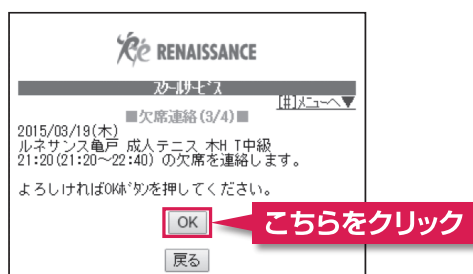 RENAISSANCE
スクールサービス
[#]メニューへ▼
■欠席連絡(3/4)■
2015/03/19(木)
ルネサンス亀戸 成人テニス 木H T中級
21:20(21:20~22:40) の欠席を連絡します。
よろしければOKボタンを押してください。
OK
こちらをクリック
戻る